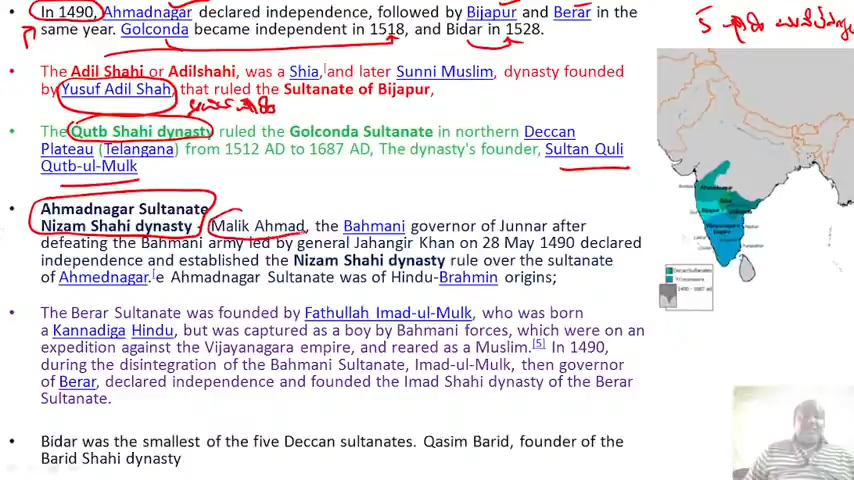 In 1490, Ahmadnagar declared independence, followed by Bijapur and Berar in the
same year. Golconda became independent in 1518, and Bidar in 1528.
The Adil Shahi or Adilshahi, was a Shia,[and later Sunni Muslim, dynasty founded
by Yusuf Adil Shah, that ruled the Sultanate of Bijapur,
The Qutb Shahi dynasty ruled the Golconda Sultanate in northern Deccan
Plateau (Telangana) from 1512 AD to 1687 AD, The dynasty's founder, Sultan Quli
Qutb-ul-Mulk
Ahmadnagar Sultanate
Nizam Shahi dynasty - Malik Ahmad, the Bahmani governor of Junnar after
defeating the Bahmani army led by general Jahangir Khan on 28 May 1490 declared
independence and established the Nizam Shahi dynasty rule over the sultanate
of Ahmednagar.[e Ahmadnagar Sultanate was of Hindu-Brahmin origins;
The Berar Sultanate was founded by Fathullah Imad-ul-Mulk, who was born
a Kannadiga Hindu, but was captured as a boy by Bahmani forces, which were on an
expedition against the Vijayanagara empire, and reared as a Muslim.[5] In 1490,
during the disintegration of the Bahmani Sultanate, Imad-ul-Mulk, then governor
of Berar, declared independence and founded the Imad Shahi dynasty of the Berar
Sultanate.
Bidar was the smallest of the five Deccan sultanates. Qasim Barid, founder of the
Barid Shahi dynasty
5
Deccan Sultanates
1490 - 1687 ad